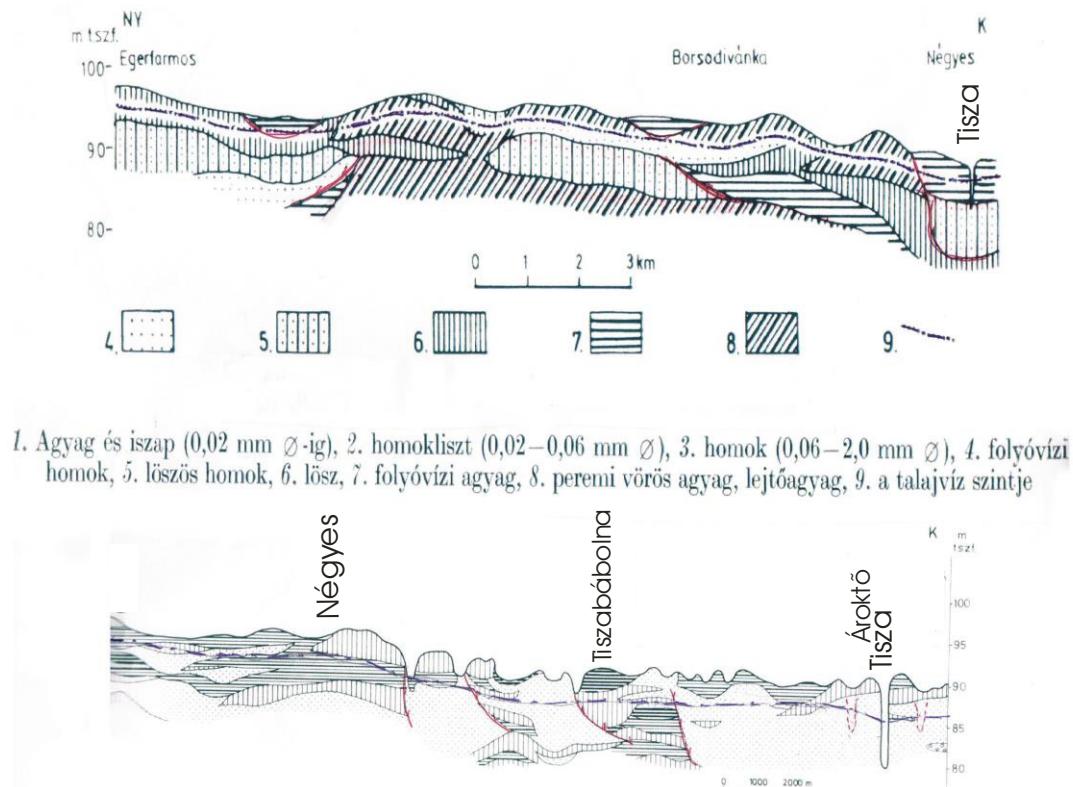 NY K
m tszf.
Egerfarmos Borsodivánka Négyes
100-
Tisza
90-
80-
0 1 2 3 km
4. 5. 6. 7. 8. 9.
1. Agyag és iszap (0,02 mm ∅-ig), 2. homokliszt (0,02–0,06 mm ∅), 3. homok (0,06–2,0 mm ∅), 4. folyóvízi
homok, 5. löszös homok, 6. lösz, 7. folyóvízi agyag, 8. peremi vörös agyag, lejtőagyag, 9. a talajvíz szintje
K m
tszf.
Négyes
Tiszabábolna
Ároktő
Tisza
100
95
90
85
80
0 1000 2000 m